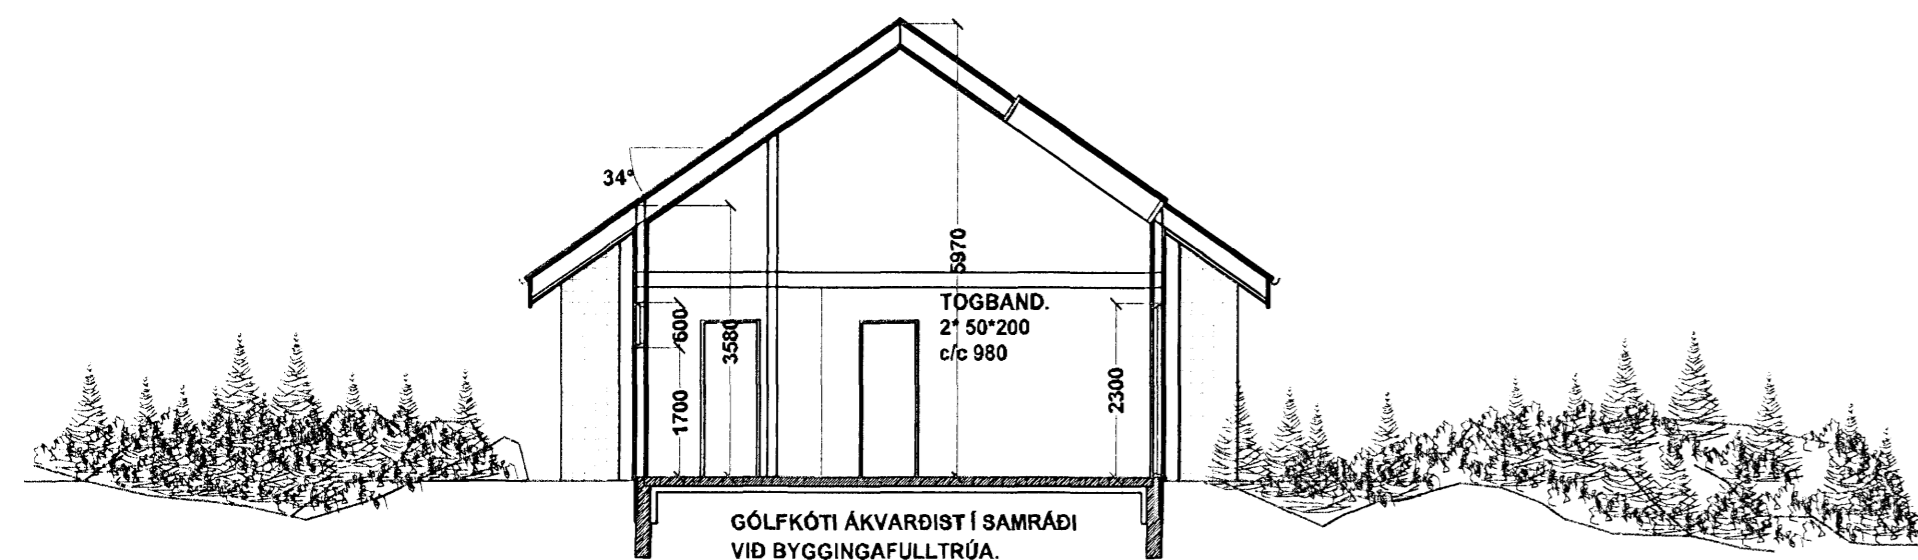 34°
5970
TOGBAND.
2* 50*200
c/c 980
600
3580
1700
2300
GÓLFKÓTI ÁKVARÐIST Í SAMRÁÐI
VIÐ BYGGINGAFULLTRÚA.